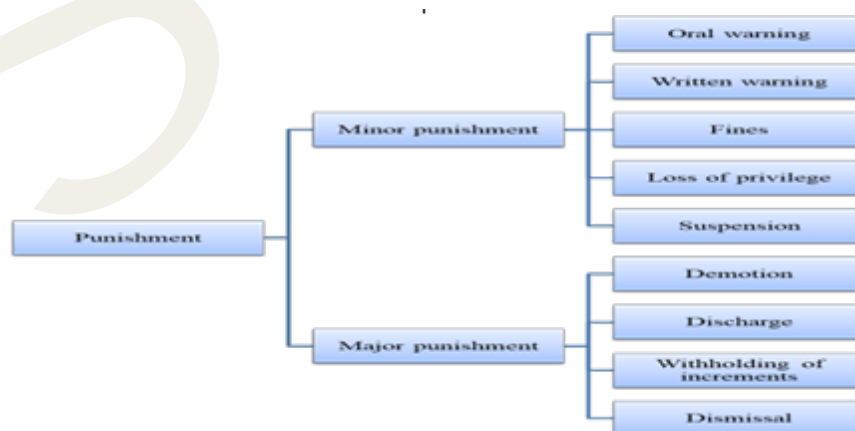 Oral warning
Written warning
Minor punishment
Fines
Loss of privilege
Suspension
Punishment
Demotion
Discharge
Major punishment
Withholding of
increments
Dismissal